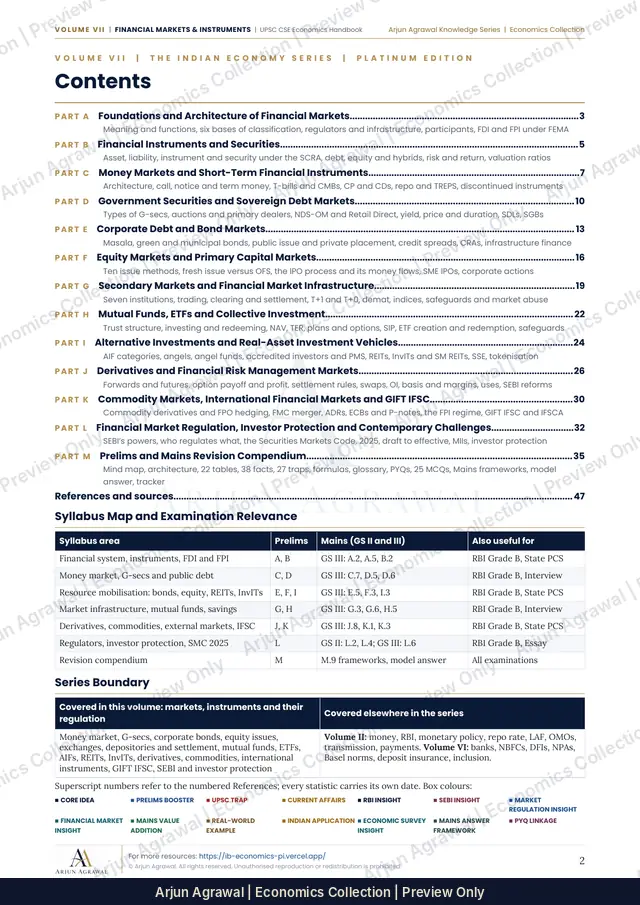 VOLUME VII | FINANCIAL MARKETS & INSTRUMENTS | UPSC CSE Economics Handbook Arjun Agrawal Knowledge Series | Economics Collection
VOLUME VII | THE INDIAN ECONOMY SERIES | PLATINUM EDITION
Contents
PART A Foundations and Architecture of Financial Markets 3
Meaning and functions, six bases of classification, regulators and infrastructure, participants, FDI and FPI under FEMA
PART B Financial Instruments and Securities 5
Asset, liability, instrument and security under the SCRA, debt, equity and hybrids, risk and return, valuation ratios
PART C Money Markets and Short-Term Financial Instruments 7
Architecture, call, notice and term money, T-bills and CMBs, CP and CDs, repo and TREPS, discontinued instruments
PART D Government Securities and Sovereign Debt Markets 10
Types of G-secs, auctions and primary dealers, NDS-OM and Retail Direct, yield, price and duration, SDLs, SGBs
PART E Corporate Debt and Bond Markets 13
Masala, green and municipal bonds, public issue and private placement, credit spreads, CRAs, infrastructure finance
PART F Equity Markets and Primary Capital Markets 16
Ten issue methods, fresh issue versus OFS, the IPO process and its money flows, SME IPOs, corporate actions
PART G Secondary Markets and Financial Market Infrastructure 19
Seven institutions, trading, clearing and settlement, T+1 and T+0, demat, indices, safeguards and market abuse
PART H Mutual Funds, ETFs and Collective Investment 22
Trust structure, investing and redeeming, NAV, TER, plans and options, SIP, ETF creation and redemption, safeguards
PART I Alternative Investments and Real-Asset Investment Vehicles 24
AIF categories, angels, angel funds, accredited investors and PMS, REITs, InvITs and SM REITs, SSE, tokenisation
PART J Derivatives and Financial Risk Management Markets 26
Forwards and futures, option payoff and profit, settlement rules, swaps, OI, basis and margins, uses, SEBI reforms
PART K Commodity Markets, International Financial Markets and GIFT IFSC 30
Commodity derivatives and FPO hedging, FMC merger, ADRs, ECBs and P-notes, the FPI regime, GIFT IFSC and IFSCA
PART L Financial Market Regulation, Investor Protection and Contemporary Challenges 32
SEBI's powers, who regulates what, the Securities Markets Code, 2025, draft to effective, MIIs, investor protection
PART M Prelims and Mains Revision Compendium 35
Mind map, architecture, 22 tables, 38 facts, 27 traps, formulas, glossary, PYQs, 25 MCQs, Mains frameworks, model
answer, tracker
References and sources 47
Syllabus Map and Examination Relevance
Syllabus area Prelims Mains (GS II and III) Also useful for
Financial system, instruments, FDI and FPI A, B GS III: A.2, A.5, B.2 RBI Grade B, State PCS
Money market, G-secs and public debt C, D GS III: C.7, D.5, D.6 RBI Grade B, Interview
Resource mobilisation: bonds, equity, REITs, InvITs E, F, I GS III: E.5, F.3, I.3 RBI Grade B, State PCS
Market infrastructure, mutual funds, savings G, H GS III: G.3, G.6, H.5 RBI Grade B, Interview
Derivatives, commodities, external markets, IFSC J, K GS III: J.8, K.1, K.3 RBI Grade B, State PCS
Regulators, investor protection, SMC 2025 L GS II: L.2, L.4; GS III: L.6 RBI Grade B, Essay
Revision compendium M M.9 frameworks, model answer All examinations
Series Boundary
Covered in this volume: markets, instruments and their
regulation
Covered elsewhere in the series
Money market, G-secs, corporate bonds, equity issues,
exchanges, depositories and settlement, mutual funds, ETFs,
AIFs, REITs, InvITs, derivatives, commodities, international
instruments, GIFT IFSC, SEBI and investor protection
Volume II: money, RBI, monetary policy, repo rate, LAF, OMOs,
transmission, payments. Volume VI: banks, NBFCs, DFIs, NPAs,
Basel norms, deposit insurance, inclusion.
Superscript numbers refer to the numbered References; every statistic carries its own date. Box colours:
CORE IDEA PRELIMS BOOSTER UPSC TRAP CURRENT AFFAIRS RBI INSIGHT SEBI INSIGHT MARKET
REGULATION INSIGHT
FINANCIAL MARKET MAINS VALUE REAL-WORLD INDIAN APPLICATION ECONOMIC SURVEY MAINS ANSWER PYQ LINKAGE
INSIGHT ADDITION EXAMPLE INSIGHT FRAMEWORK
ARJUN AGRAWAL
For more resources: https://ib-economics-pi.vercel.app/
© Arjun Agrawal. All rights reserved. Unauthorised reproduction or redistribution is prohibited.
2
Arjun Agrawal | Economics Collection | Preview Only